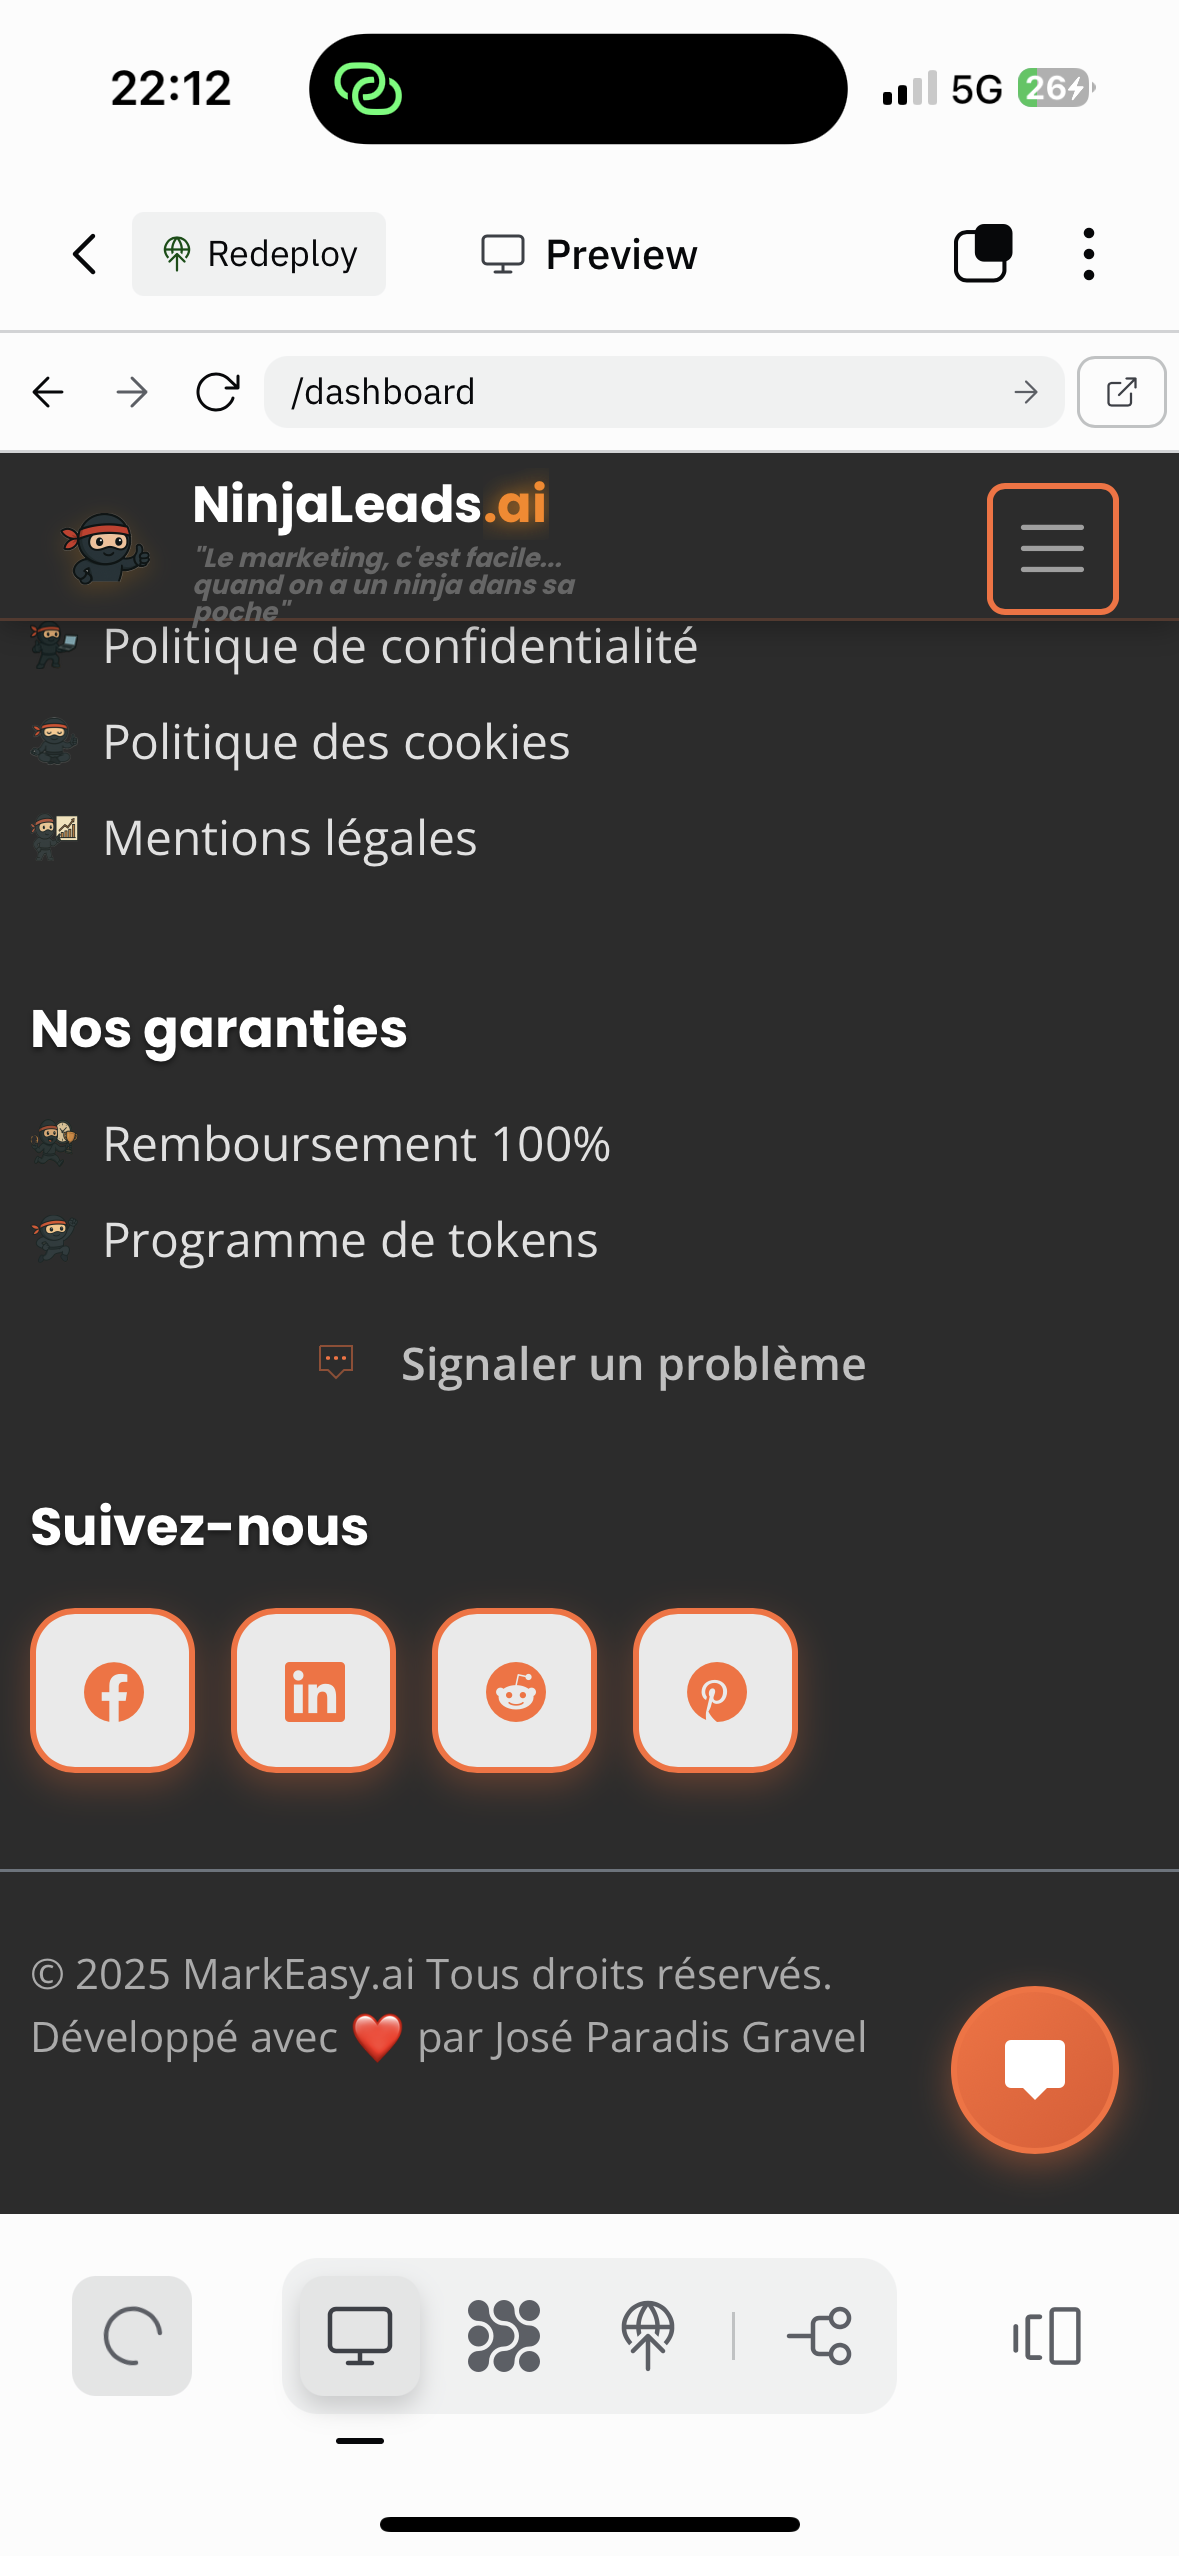 22:12
5G
26
Redeploy
Preview
/dashboard
NinjaLeads.ai
"Le marketing, c'est facile...
quand on a un ninja dans sa
poche"
Politique de confidentialité
Politique des cookies
Mentions légales
Nos garanties
Remboursement 100%
Programme de tokens
Signaler un problème
Suivez-nous
© 2025 MarkEasy.ai Tous droits réservés.
Développé avec ❤️ par José Paradis Gravel